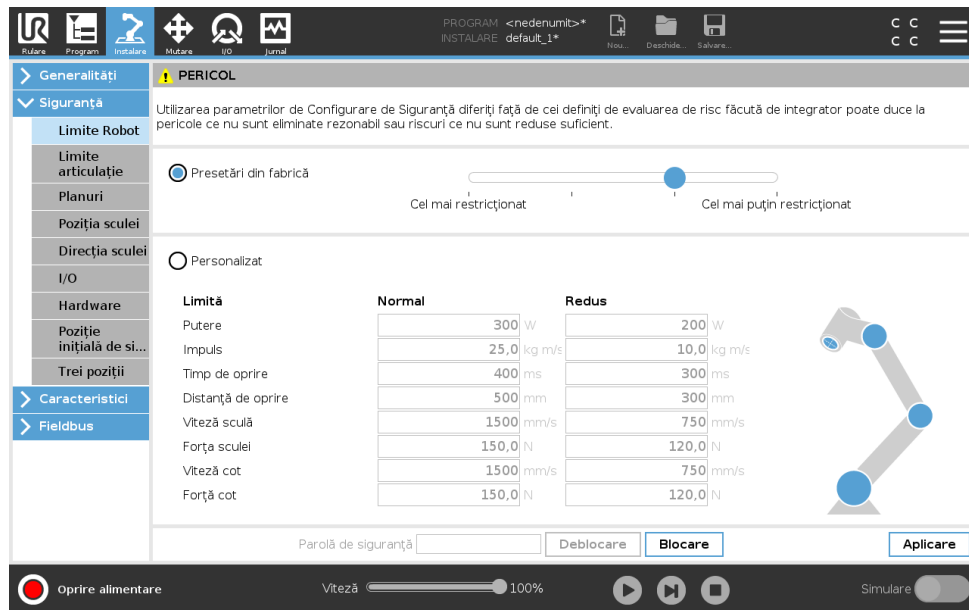 PROGRAM <nedenumit>*
INSTALARE default_1*
Rulare Program Instalare Mutare I/O Jurnal Nou... Deschide... Salvare...
C C
C C
Generalități
Siguranță
Limite Robot
Limite
articulație
Planuri
Poziția sculei
Direcția sculei
I/O
Hardware
Poziție
inițială de si...
Trei poziții
Caracteristici
Fieldbus
PERICOL
Utilizarea parametrilor de Configurare de Siguranță diferiți față de cei definiți de evaluarea de risc făcută de integrator poate duce la
pericole ce nu sunt eliminate rezonabil sau riscuri ce nu sunt reduse suficient.
Presetări din fabrică
Cel mai restricționat Cel mai puțin restricționat
Personalizat
Limită Normal Redus
Putere 300 W 200 W
Impuls 25,0 kg m/s 10,0 kg m/s
Timp de oprire 400 ms 300 ms
Distanță de oprire 500 mm 300 mm
Viteză sculă 1500 mm/s 750 mm/s
Forța sculei 150,0 N 120,0 N
Viteză cot 1500 mm/s 750 mm/s
Forță cot 150,0 N 120,0 N
Parolă de siguranță Deblocare Blocare Aplicare
Oprire alimentare Viteză 100% Simulare